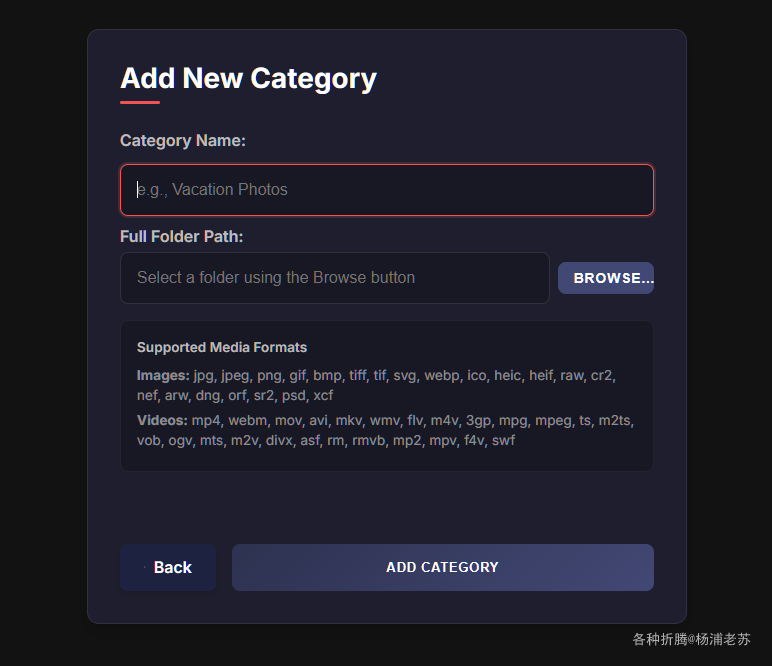 Add New Category
Category Name:
e.g., Vacation Photos
Full Folder Path:
Select a folder using the Browse button
BROWSE...
Supported Media Formats
Images: jpg, jpeg, png, gif, bmp, tiff, tif, svg, webp, ico, heic, heif, raw, cr2,
nef, arw, dng, orf, sr2, psd, xcf
Videos: mp4, webm, mov, avi, mkv, wmv, flv, m4v, 3gp, mpg, mpeg, ts, m2ts,
vob, ogv, mts, m2v, divx, asf, rm, rmvb, mp2, mpv, f4v, swf
Back
ADD CATEGORY
各种折腾@杨浦老苏